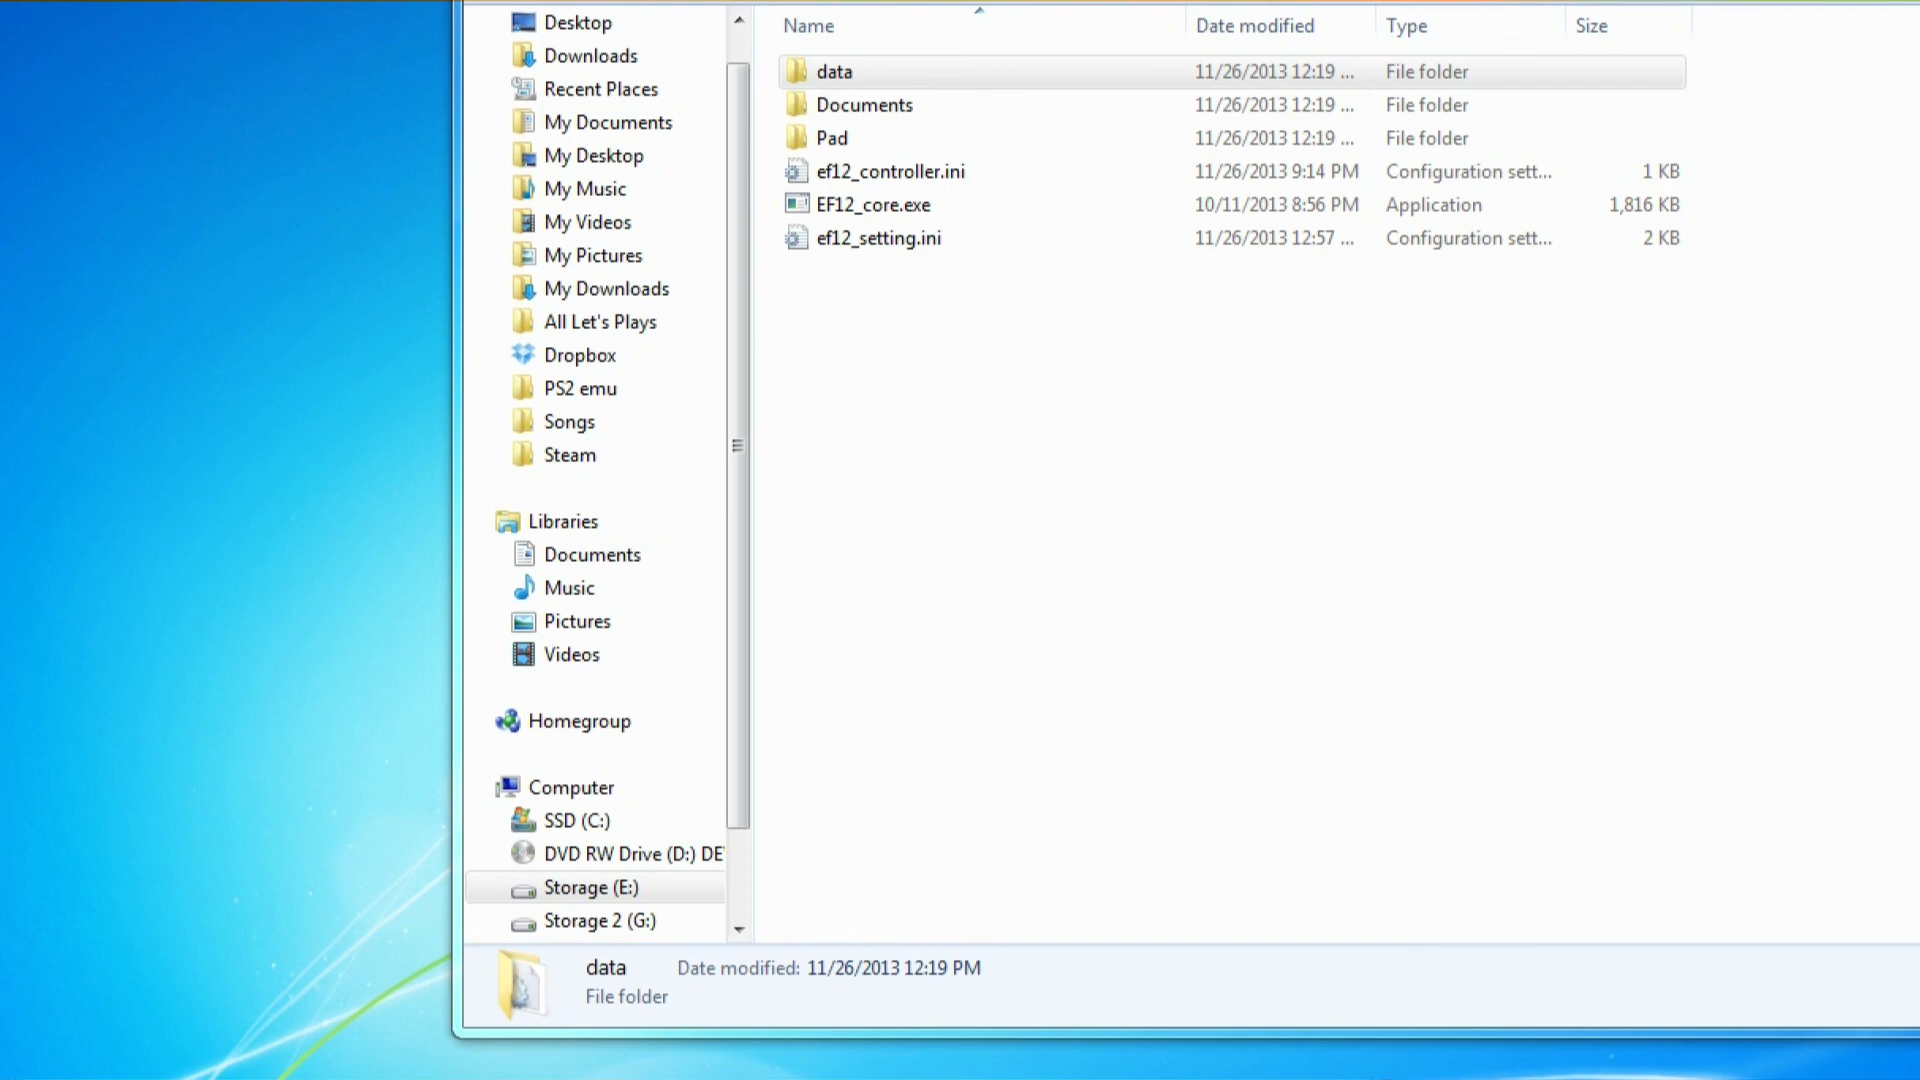 Desktop
Downloads
Recent Places
My Documents
My Desktop
My Music
My Videos
My Pictures
My Downloads
All Let's Plays
Dropbox
PS2 emu
Songs
Steam
Libraries
Documents
Music
Pictures
Videos
Homegroup
Computer
SSD (C:)
DVD RW Drive (D:) DE
Storage (E:)
Storage 2 (G:)
Name Date modified Type Size
data 11/26/2013 12:19 ... File folder
Documents 11/26/2013 12:19 ... File folder
Pad 11/26/2013 12:19 ... File folder
ef12_controller.ini 11/26/2013 9:14 PM Configuration sett... 1 KB
EF12_core.exe 10/11/2013 8:56 PM Application 1,816 KB
ef12_setting.ini 11/26/2013 12:57 ... Configuration sett... 2 KB
data Date modified: 11/26/2013 12:19 PM
File folder